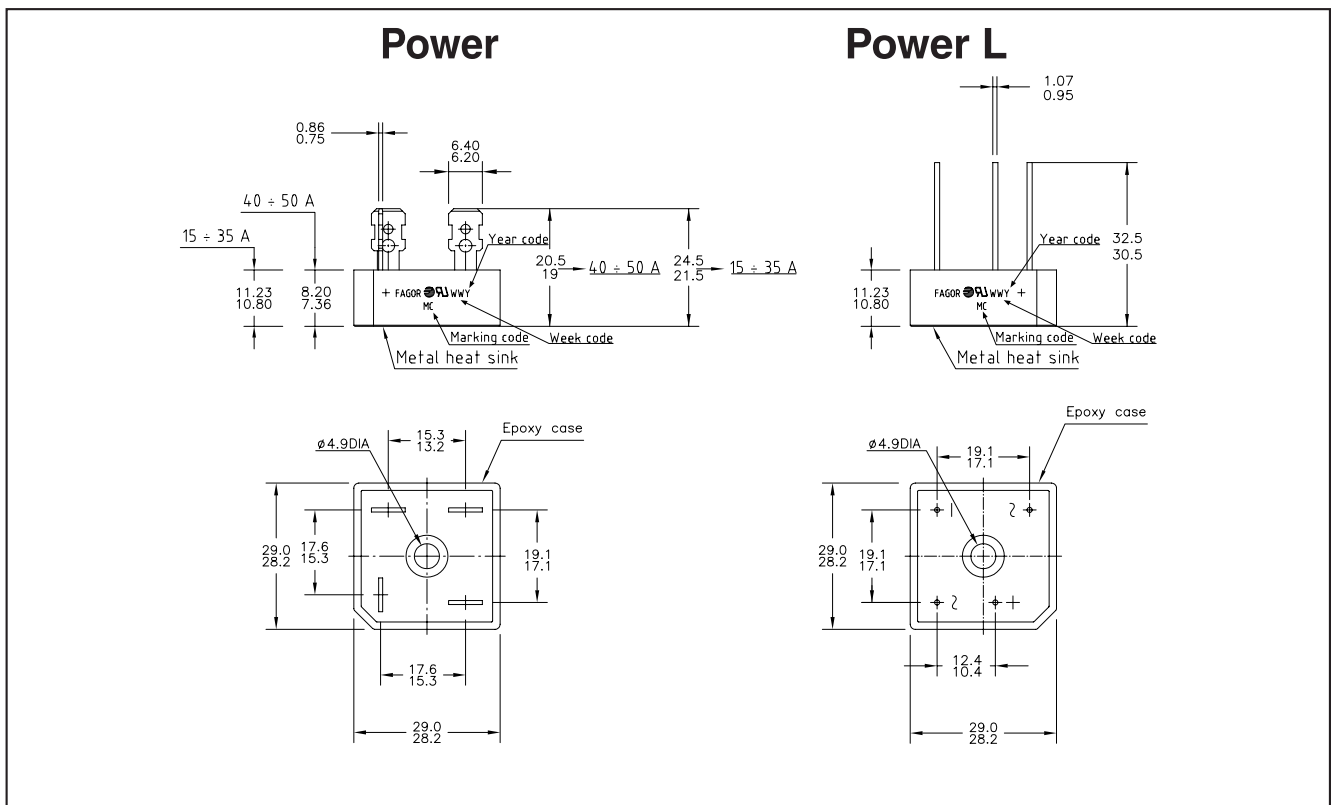 Power
Power L
0.86
0.75
6.40
6.20
40 ÷ 50 A
15 ÷ 35 A
11.23
10.80
8.20
7.36
+ FAGOR WWY
MC
Year code
Marking code
Week code
Metal heat sink
20.5
19
40 ÷ 50 A
24.5
21.5
15 ÷ 35 A
1.07
0.95
11.23
10.80
FAGOR WWY +
MC
Year code
Marking code
Week code
Metal heat sink
32.5
30.5
ø4.9DIA
15.3
13.2
Epoxy case
29.0
28.2
17.6
15.3
19.1
17.1
17.6
15.3
29.0
28.2
ø4.9DIA
19.1
17.1
Epoxy case
29.0
28.2
19.1
17.1
12.4
10.4
29.0
28.2